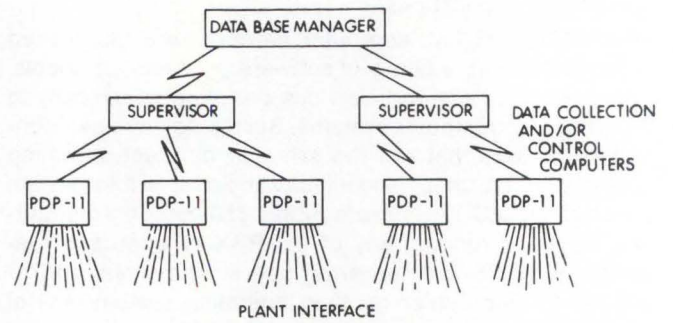 DATA BASE MANAGER
SUPERVISOR
SUPERVISOR
DATA COLLECTION
AND/OR
CONTROL
COMPUTERS
PDP-11
PDP-11
PDP-11
PDP-11
PDP-11
PLANT INTERFACE